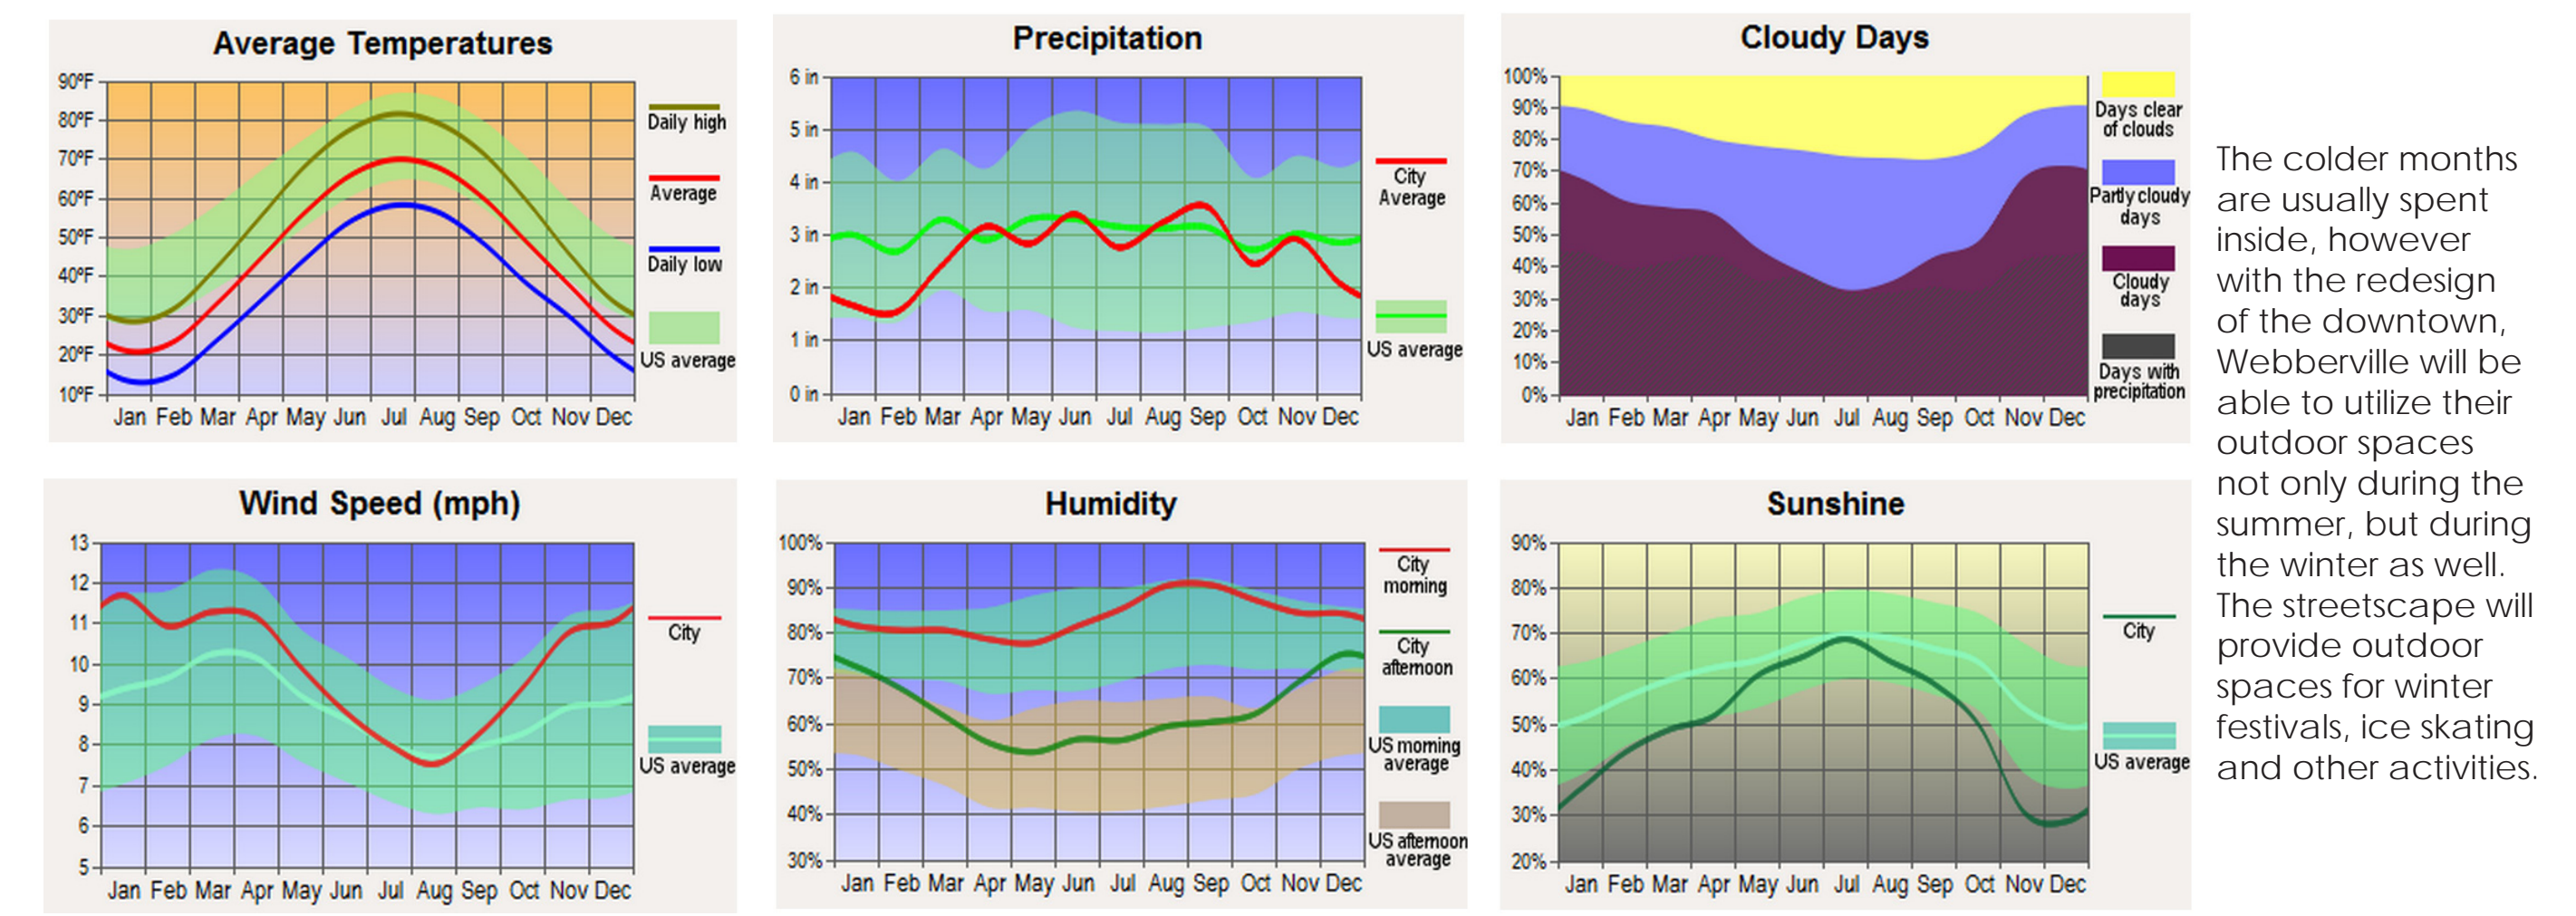 Average Temperatures
90ºF
80ºF
70ºF
60ºF
50ºF
40ºF
30ºF
20ºF
10ºF
Jan Feb Mar Apr May Jun Jul Aug Sep Oct Nov Dec
Daily high
Average
Daily low
US average
Precipitation
6 in
5 in
4 in
3 in
2 in
1 in
0 in
Jan Feb Mar Apr May Jun Jul Aug Sep Oct Nov Dec
City
Average
US average
Cloudy Days
100%
90%
80%
70%
60%
50%
40%
30%
20%
10%
0%
Jan Feb Mar Apr May Jun Jul Aug Sep Oct Nov Dec
Days clear
of clouds
Partly cloudy
days
Cloudy
days
Days with
precipitation
Wind Speed (mph)
13
12
11
10
9
8
7
6
5
Jan Feb Mar Apr May Jun Jul Aug Sep Oct Nov Dec
City
US average
Humidity
100%
90%
80%
70%
60%
50%
40%
30%
Jan Feb Mar Apr May Jun Jul Aug Sep Oct Nov Dec
City
morning
City
afternoon
US morning
average
US afternoon
average
Sunshine
90%
80%
70%
60%
50%
40%
30%
20%
Jan Feb Mar Apr May Jun Jul Aug Sep Oct Nov Dec
City
US average
The colder months
are usually spent
inside, however
with the redesign
of the downtown,
Webberville will be
able to utilize their
outdoor spaces
not only during the
summer, but during
the winter as well.
The streetscape will
provide outdoor
spaces for winter
festivals, ice skating
and other activities.